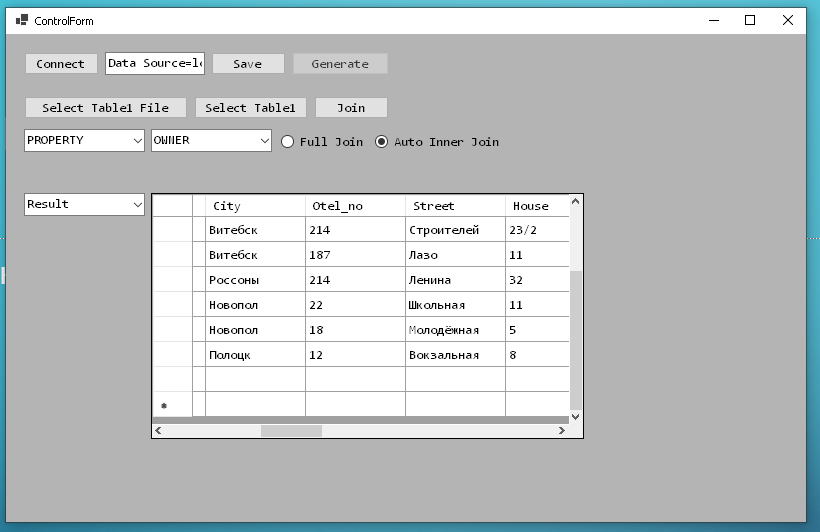 ControlForm
Connect Data Source=lo Save Generate
Select Table1 File Select Table1 Join
PROPERTY OWNER Full Join Auto Inner Join
Result
City Otel_no Street House
Витебск 214 Строителей 23/2
Витебск 187 Лазо 11
Россоны 214 Ленина 32
Новопол 22 Школьная 11
Новопол 18 Молодёжная 5
Полоцк 12 Вокзальная 8
*